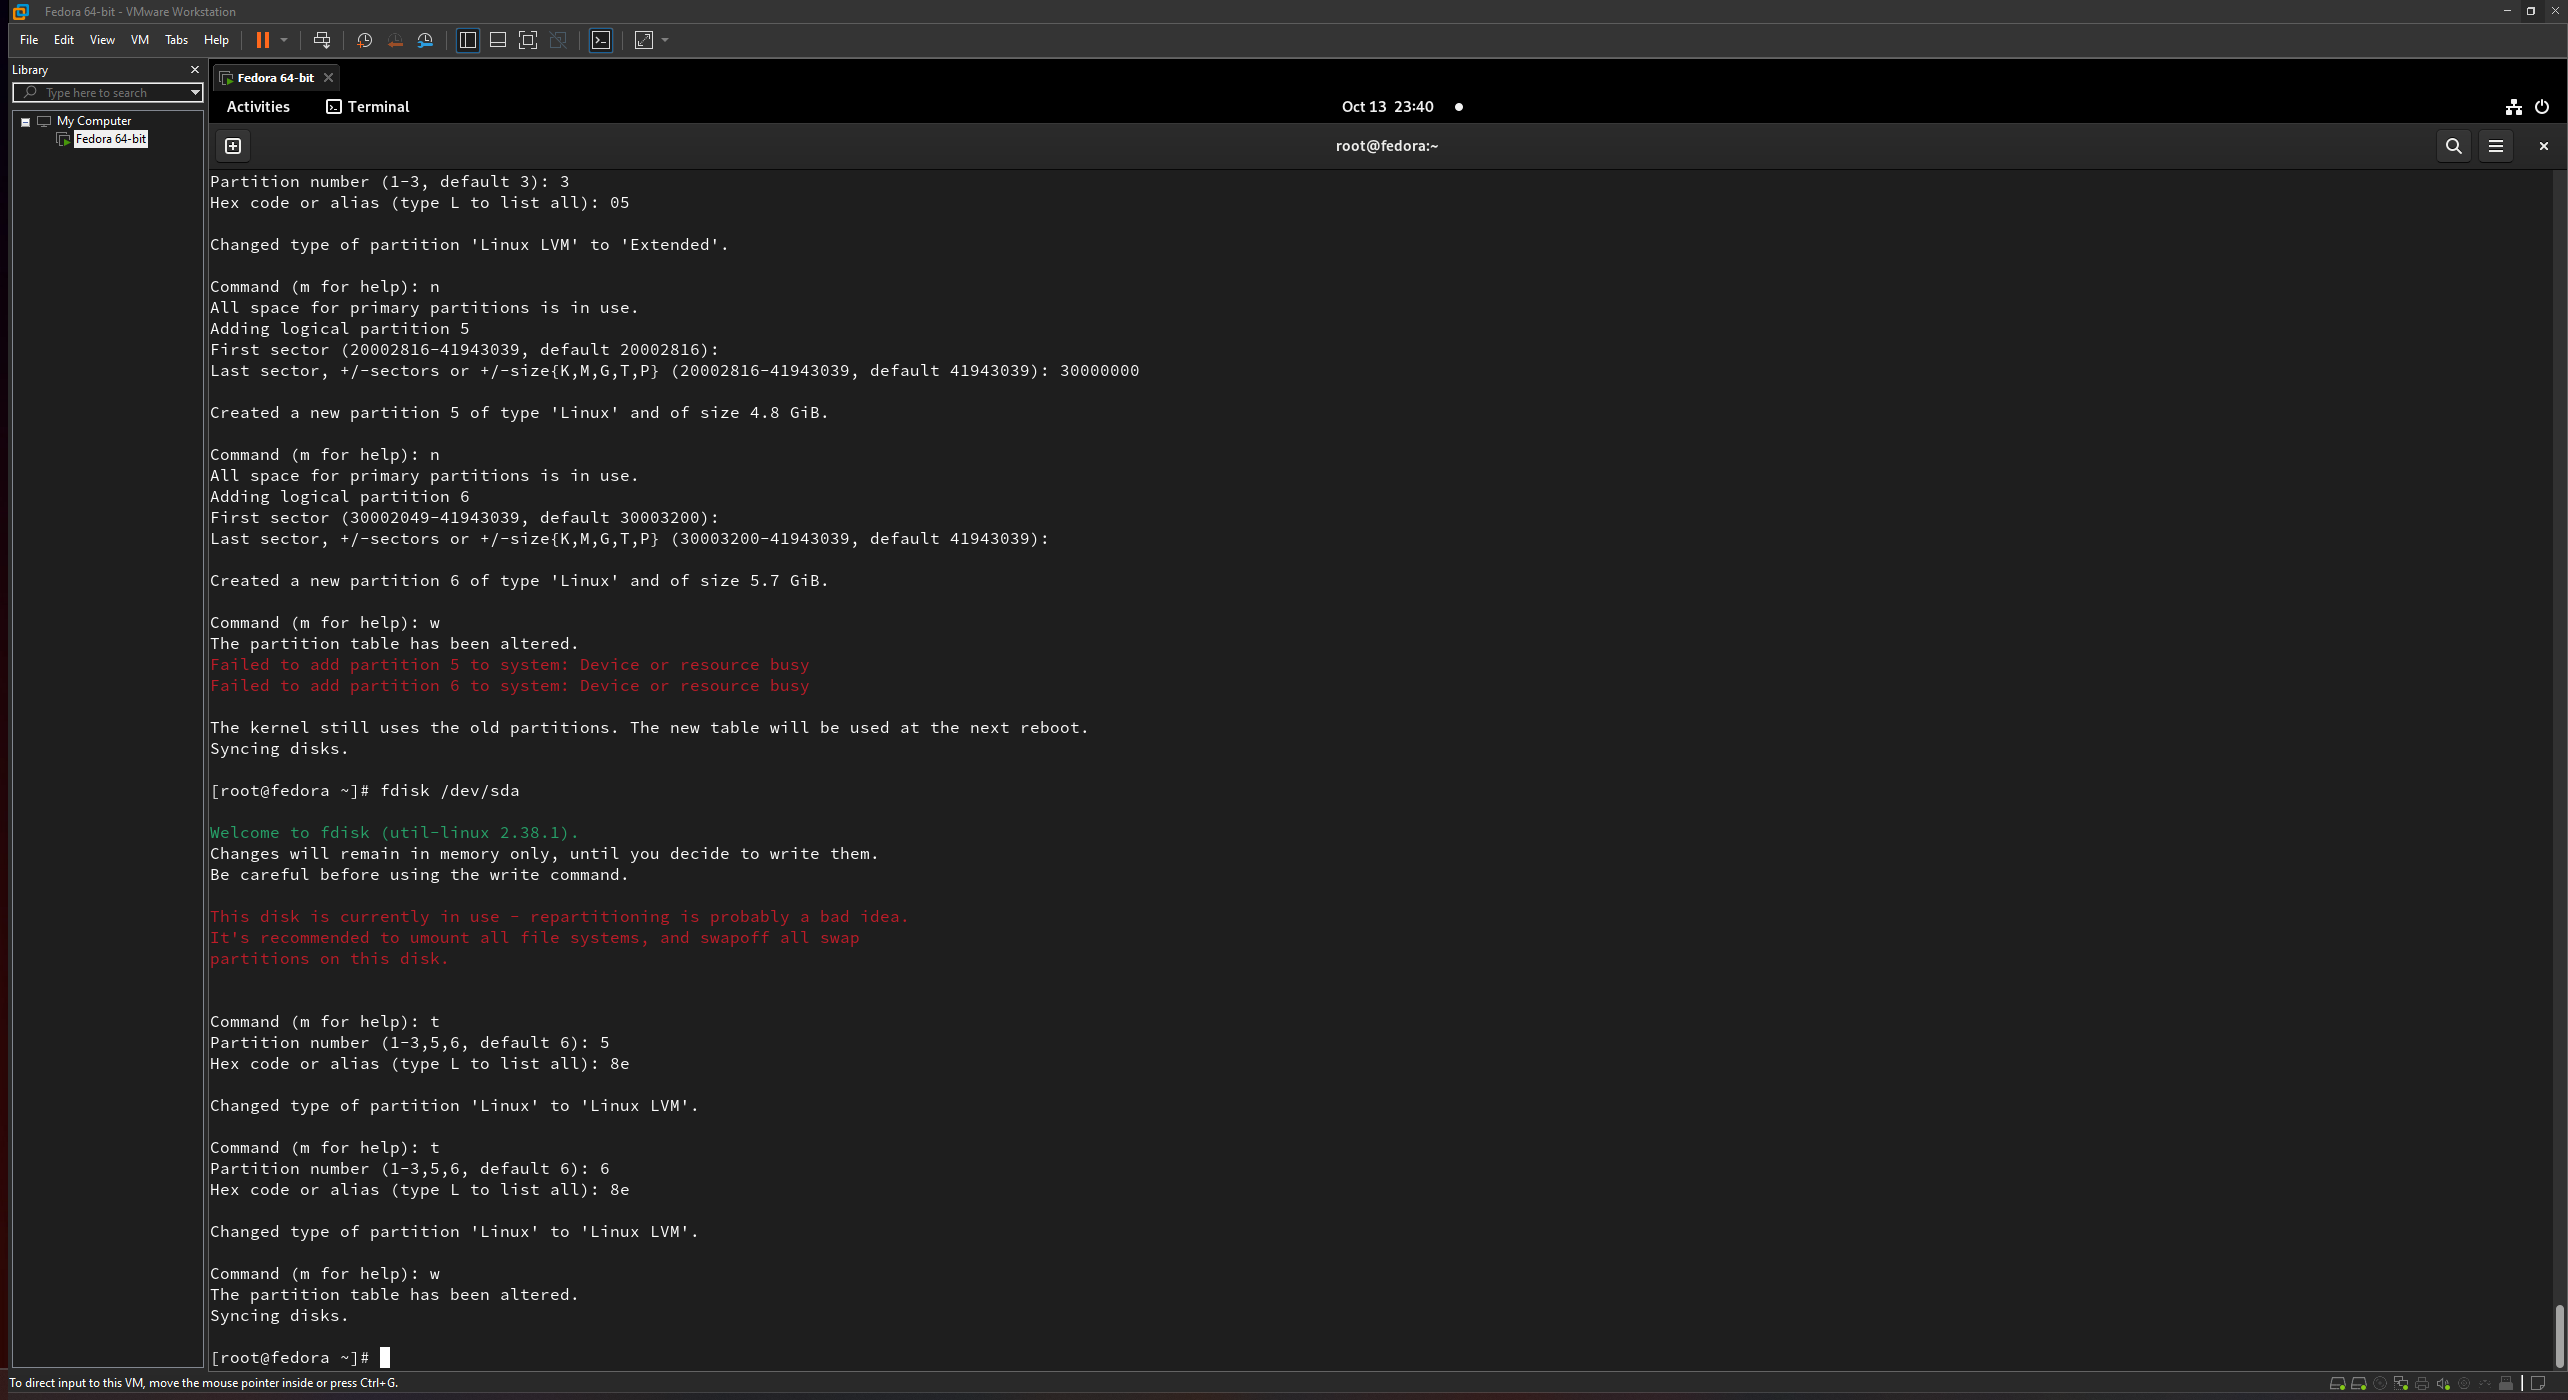 Fedora 64-bit - VMware Workstation
File Edit View VM Tabs Help
Library
Type here to search
My Computer
Fedora 64-bit
Fedora 64-bit
Activities Terminal Oct 13 23:40
root@fedora:~
Partition number (1-3, default 3): 3
Hex code or alias (type L to list all): 05
Changed type of partition 'Linux LVM' to 'Extended'.
Command (m for help): n
All space for primary partitions is in use.
Adding logical partition 5
First sector (20002816-41943039, default 20002816):
Last sector, +/-sectors or +/-size{K,M,G,T,P} (20002816-41943039, default 41943039): 30000000
Created a new partition 5 of type 'Linux' and of size 4.8 GiB.
Command (m for help): n
All space for primary partitions is in use.
Adding logical partition 6
First sector (30002049-41943039, default 30003200):
Last sector, +/-sectors or +/-size{K,M,G,T,P} (30003200-41943039, default 41943039):
Created a new partition 6 of type 'Linux' and of size 5.7 GiB.
Command (m for help): w
The partition table has been altered.
Failed to add partition 5 to system: Device or resource busy
Failed to add partition 6 to system: Device or resource busy
The kernel still uses the old partitions. The new table will be used at the next reboot.
Syncing disks.
[root@fedora ~]# fdisk /dev/sda
Welcome to fdisk (util-linux 2.38.1).
Changes will remain in memory only, until you decide to write them.
Be careful before using the write command.
This disk is currently in use - repartitioning is probably a bad idea.
It's recommended to umount all file systems, and swapoff all swap
partitions on this disk.
Command (m for help): t
Partition number (1-3,5,6, default 6): 5
Hex code or alias (type L to list all): 8e
Changed type of partition 'Linux' to 'Linux LVM'.
Command (m for help): t
Partition number (1-3,5,6, default 6): 6
Hex code or alias (type L to list all): 8e
Changed type of partition 'Linux' to 'Linux LVM'.
Command (m for help): w
The partition table has been altered.
Syncing disks.
[root@fedora ~]#
To direct input to this VM, move the mouse pointer inside or press Ctrl+G.